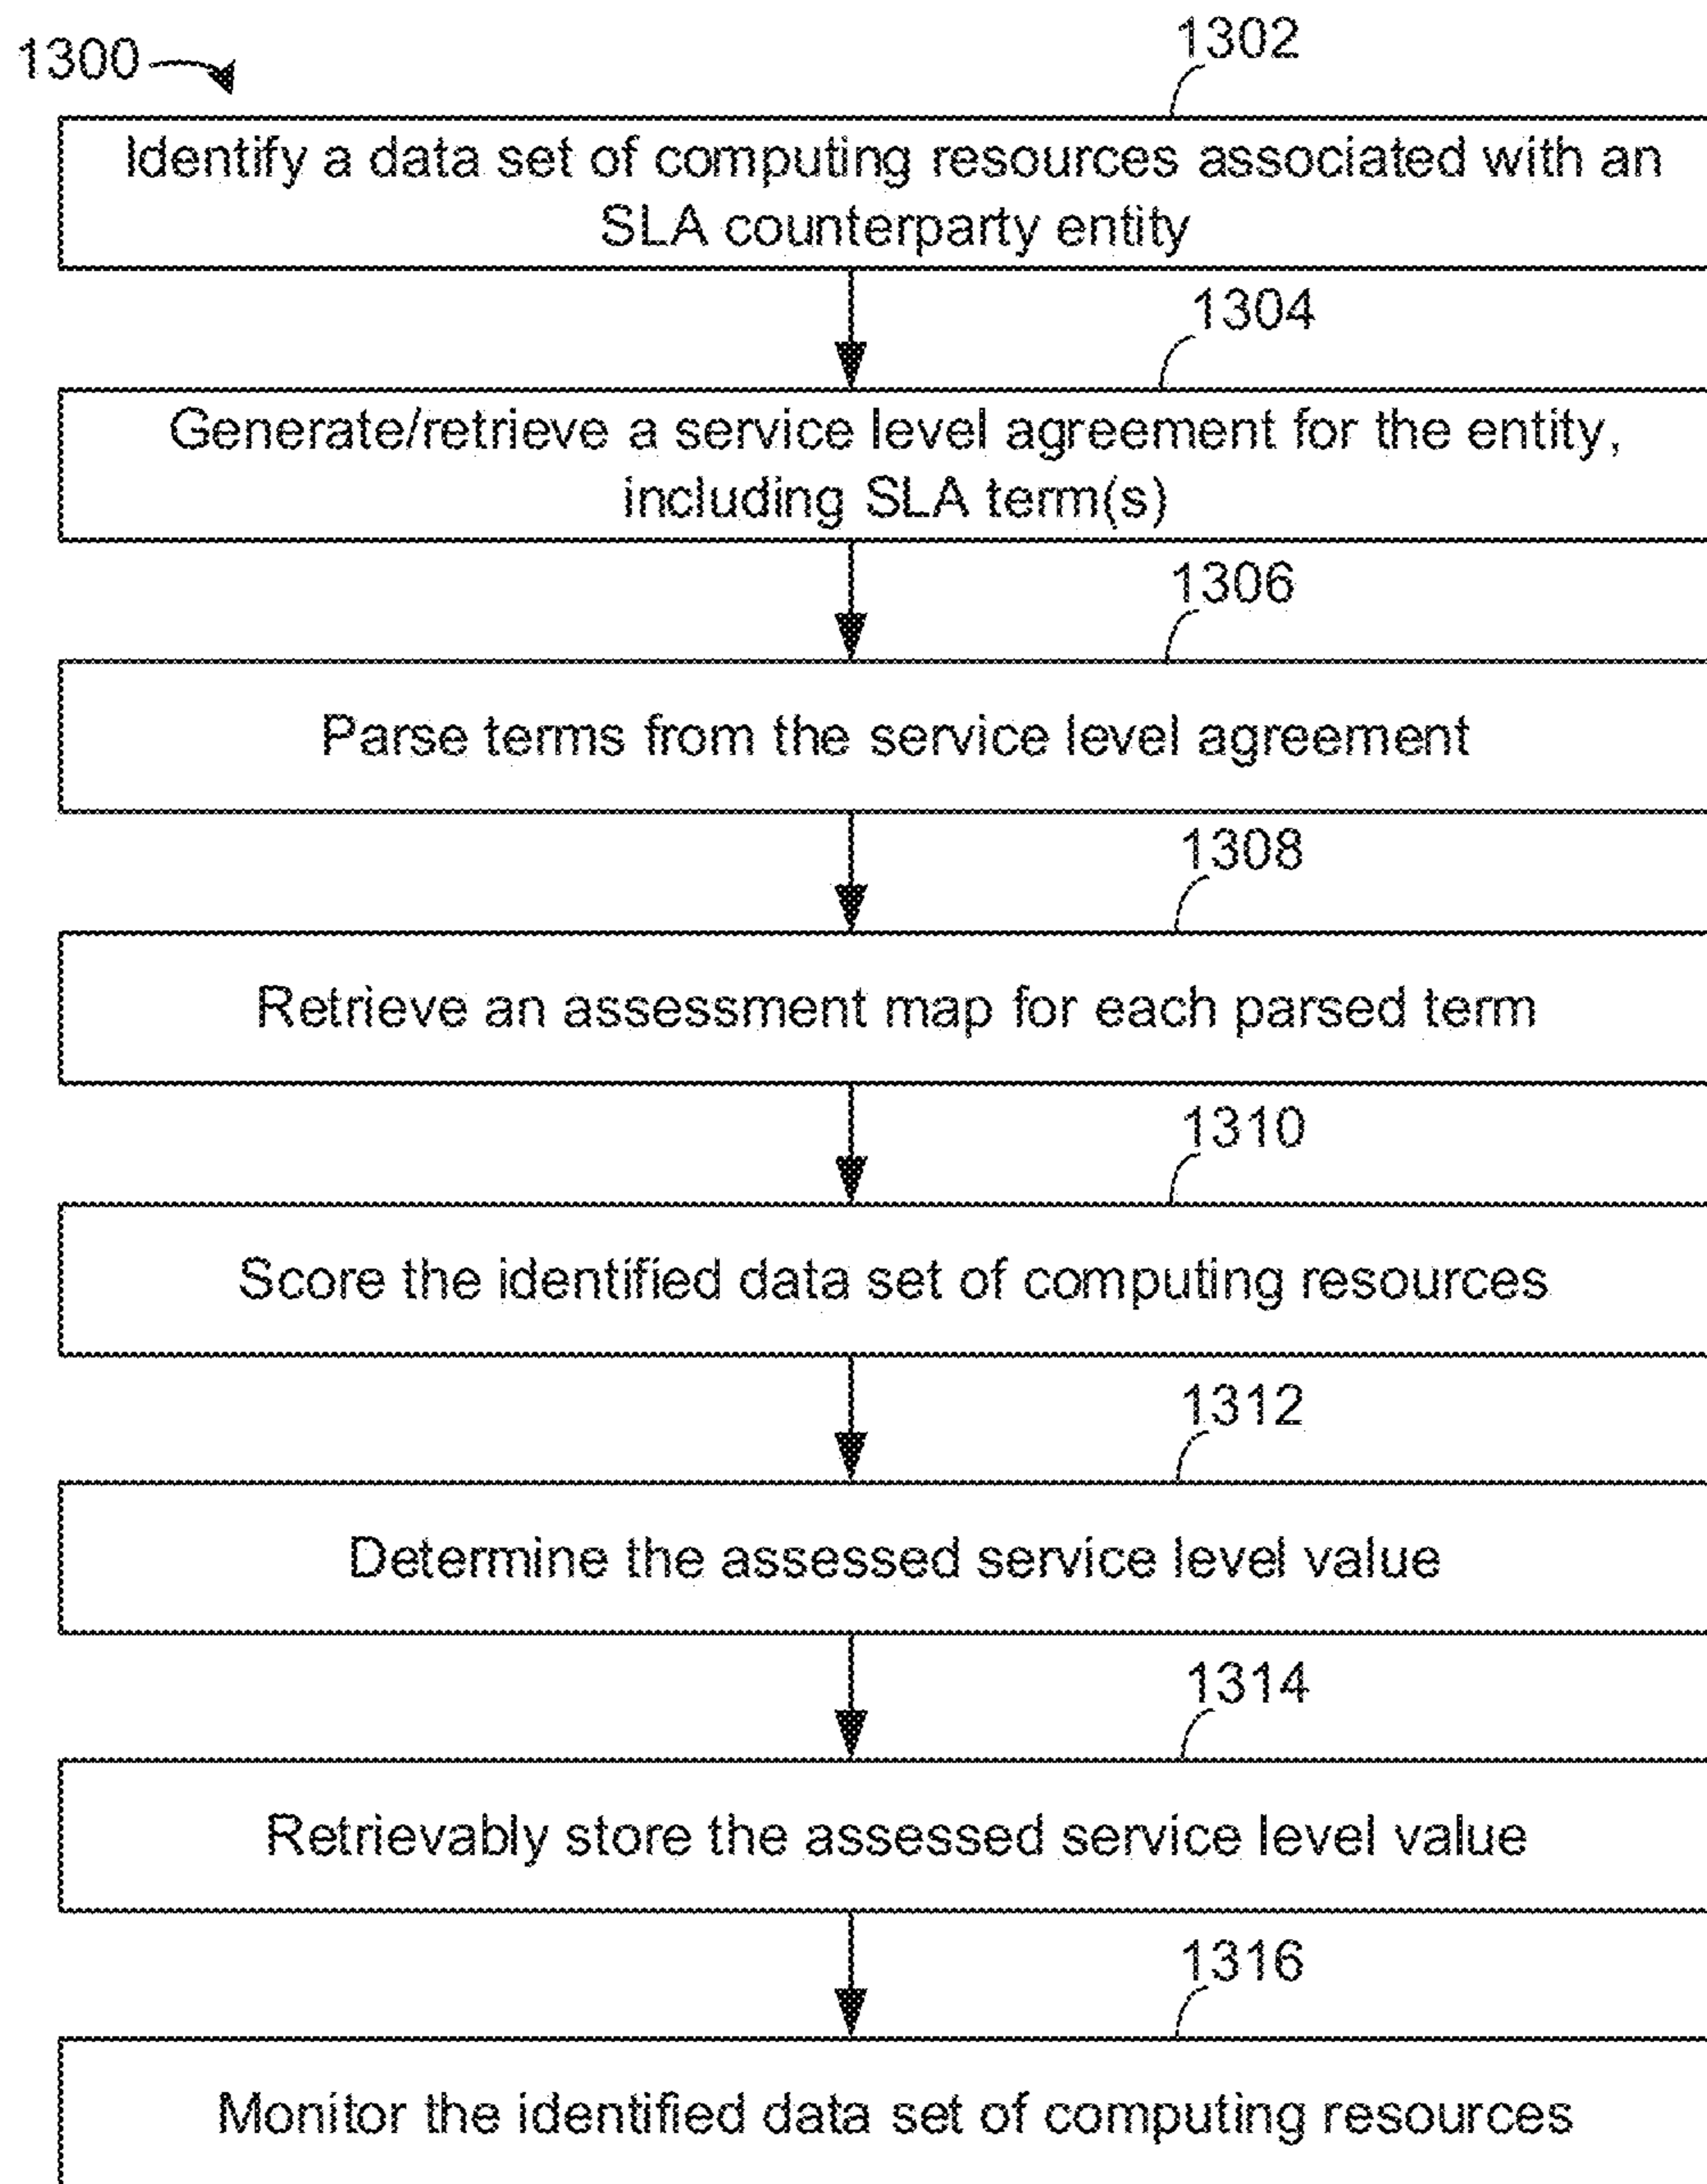 1300
1302
Identify a data set of computing resources associated with an
SLA counterparty entity
1304
Generate/retrieve a service level agreement for the entity,
including SLA term(s)
1306
Parse terms from the service level agreement
1308
Retrieve an assessment map for each parsed term
1310
Score the identified data set of computing resources
1312
Determine the assessed service level value
1314
Retrievably store the assessed service level value
1316
Monitor the identified data set of computing resources